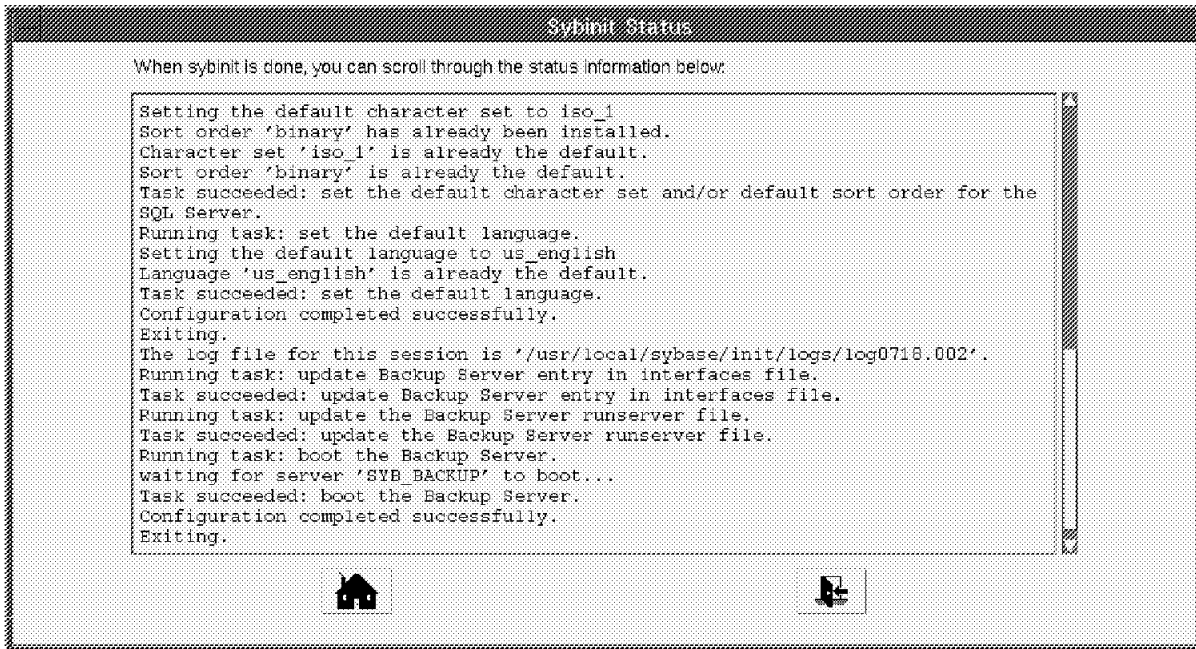 Sybinit Status
When sybinit is done, you can scroll through the status information below:
Setting the default character set to iso_1
Sort order 'binary' has already been installed.
Character set 'iso_1' is already the default.
Sort order 'binary' is already the default.
Task succeeded: set the default character set and/or default sort order for the
SQL Server.
Running task: set the default language.
Setting the default language to us_english
Language 'us_english' is already the default.
Task succeeded: set the default language.
Configuration completed successfully.
Exiting.
The log file for this session is '/usr/local/sybase/init/logs/log0718.002'.
Running task: update Backup Server entry in interfaces file.
Task succeeded: update Backup Server entry in interfaces file.
Running task: update the Backup Server runserver file.
Task succeeded: update the Backup Server runserver file.
Running task: boot the Backup Server.
waiting for server 'SYB_BACKUP' to boot...
Task succeeded: boot the Backup Server.
Configuration completed successfully.
Exiting.